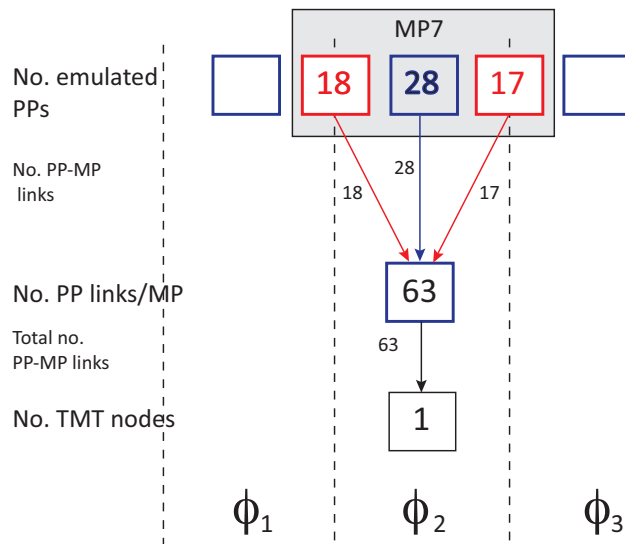 MP7
No. emulated
PPs
18
28
17
No. PP-MP
links
18
28
17
No. PP links/MP
63
Total no.
PP-MP links
63
No. TMT nodes
1
ϕ1
ϕ2
ϕ3